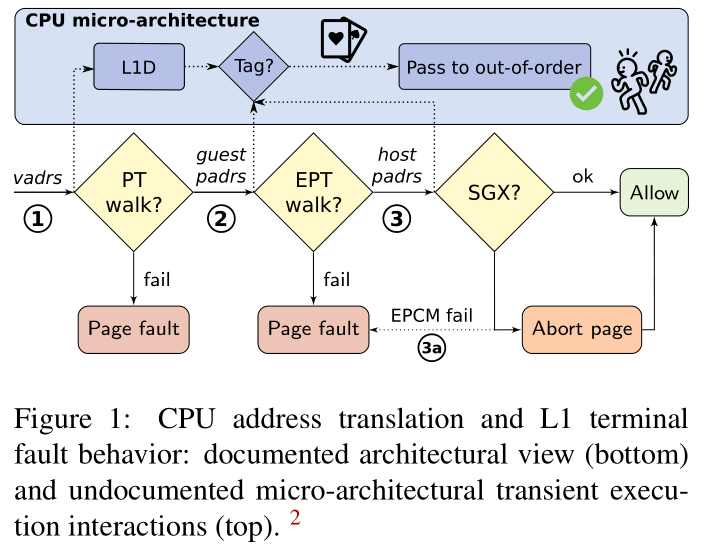 CPU micro-architecture
L1D
Tag?
Pass to out-of-order
vadrs
1
PT
walk?
guest
padrs
2
EPT
walk?
host
padrs
3
SGX?
ok
Allow
fail
fail
Page fault
Page fault
EPCM fail
3a
Abort page
Figure 1: CPU address translation and L1 terminal
fault behavior: documented architectural view (bottom)
and undocumented micro-architectural transient execu-
tion interactions (top). 2